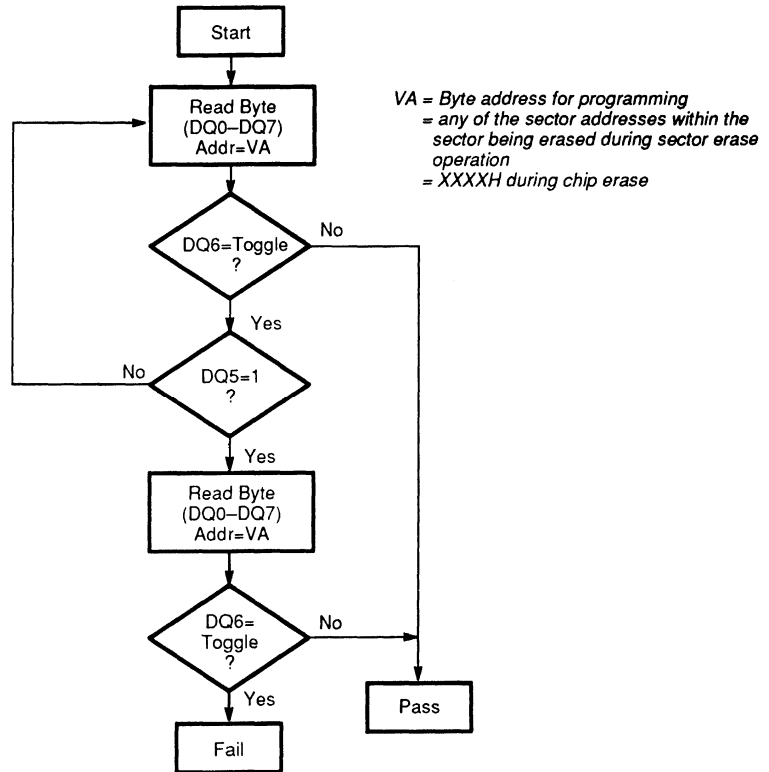 Start
Read Byte
(DQ0–DQ7)
Addr=VA
VA = Byte address for programming
= any of the sector addresses within the
sector being erased during sector erase
operation
= XXXXH during chip erase
DQ6=Toggle
?
No
Yes
DQ5=1
?
No
Yes
Read Byte
(DQ0–DQ7)
Addr=VA
DQ6=
Toggle
?
No
Yes
Pass
Fail